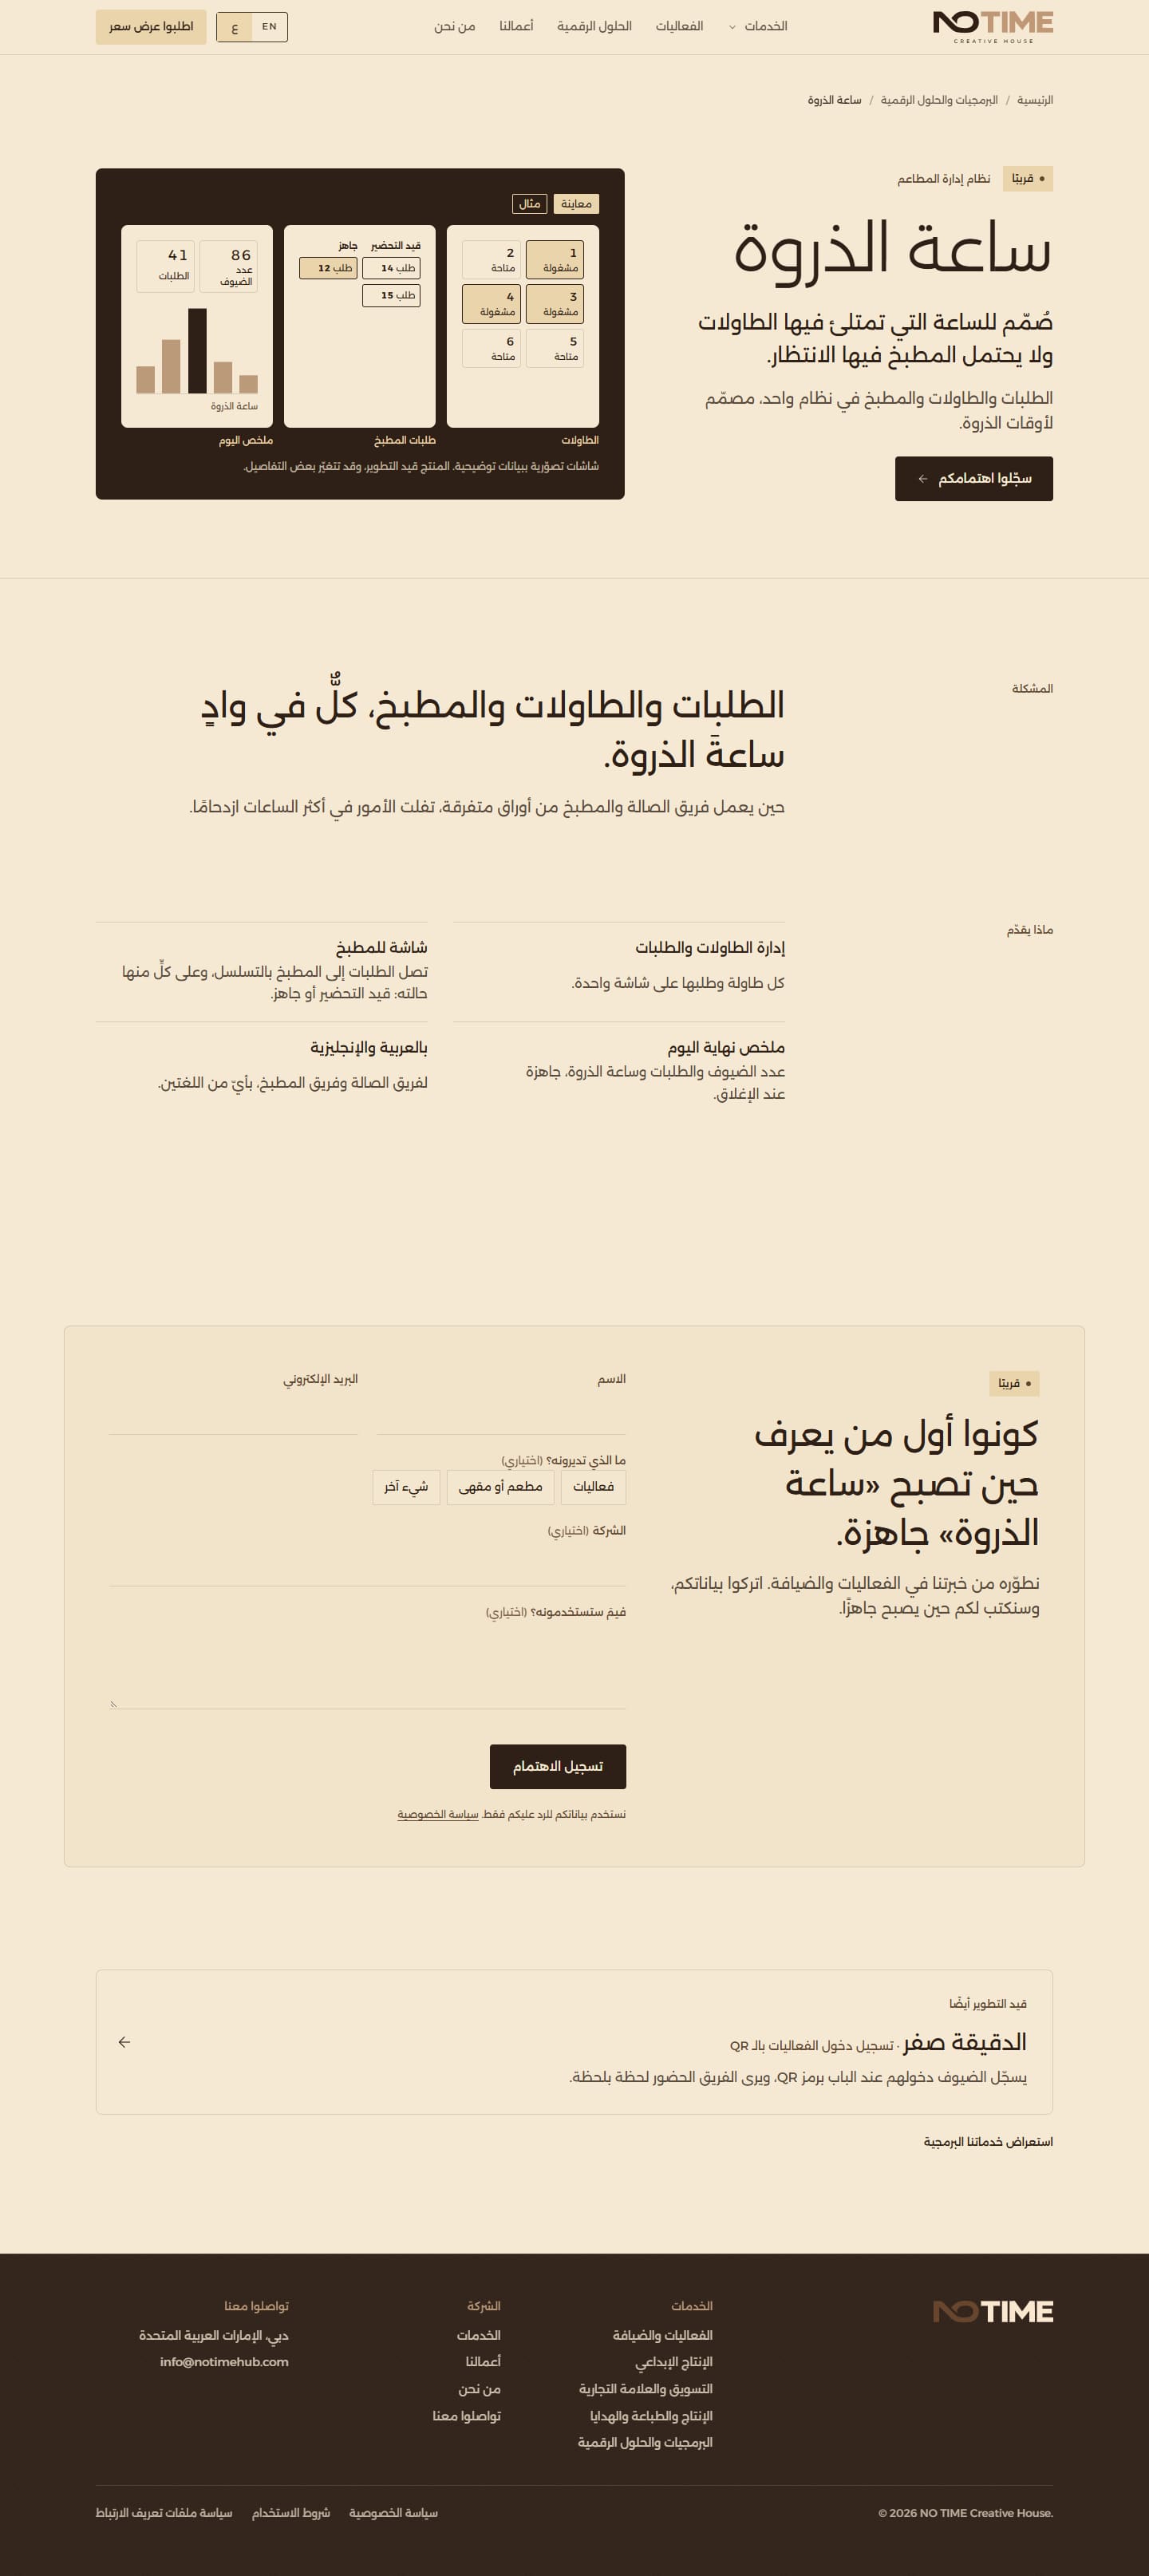 NO TIME
CREATIVE HOUSE
الخدمات
الفعاليات
الحلول الرقمية
أعمالنا
من نحن
EN
ع
اطلبوا عرض سعر
الرئيسية / البرمجيات والحلول الرقمية / ساعة الذروة
قريبًا
نظام إدارة المطاعم
ساعة الذروة
صُمّم للساعة التي تمتلئ فيها الطاولات
ولا يحتمل المطبخ فيها الانتظار.
الطلبات والطاولات والمطبخ في نظام واحد، مصمّم
لأوقات الذروة.
سجّلوا اهتمامكم
معاينة
مثال
1
مشغولة
2
متاحة
3
مشغولة
4
مشغولة
5
متاحة
6
متاحة
الطاولات
قيد التحضير
جاهز
طلب 14
طلب 12
طلب 15
طلبات المطبخ
86
عدد
الضيوف
41
الطلبات
ساعة الذروة
ملخص اليوم
شاشات تصوّرية ببيانات توضيحية. المنتج قيد التطوير، وقد تتغيّر بعض التفاصيل.
المشكلة
الطلبات والطاولات والمطبخ، كلٌّ في وادٍ
ساعةَ الذروة.
حين يعمل فريق الصالة والمطبخ من أوراق متفرقة، تفلت الأمور في أكثر الساعات ازدحامًا.
ماذا يقدّم
إدارة الطاولات والطلبات
كل طاولة وطلبها على شاشة واحدة.
شاشة للمطبخ
تصل الطلبات إلى المطبخ بالتسلسل، وعلى كلٍّ منها
حالته: قيد التحضير أو جاهز.
ملخص نهاية اليوم
عدد الضيوف والطلبات وساعة الذروة، جاهزة
عند الإغلاق.
بالعربية والإنجليزية
لفريق الصالة وفريق المطبخ، بأيّ من اللغتين.
قريبًا
كونوا أول من يعرف
حين تصبح «ساعة
الذروة» جاهزة.
نطوّره من خبرتنا في الفعاليات والضيافة. اتركوا بياناتكم،
وسنكتب لكم حين يصبح جاهزًا.
الاسم
البريد الإلكتروني
ما الذي تديرونه؟ (اختياري)
فعاليات
مطعم أو مقهى
شيء آخر
الشركة (اختياري)
فيمَ ستستخدمونه؟ (اختياري)
تسجيل الاهتمام
نستخدم بياناتكم للرد عليكم فقط. سياسة الخصوصية
قيد التطوير أيضًا
الدقيقة صفر · تسجيل دخول الفعاليات بالـ QR
يسجّل الضيوف دخولهم عند الباب برمز QR، ويرى الفريق الحضور لحظة بلحظة.
استعراض خدماتنا البرمجية
NO TIME
الخدمات
الفعاليات والضيافة
الإنتاج الإبداعي
التسويق والعلامة التجارية
الإنتاج والطباعة والهدايا
البرمجيات والحلول الرقمية
الشركة
الخدمات
أعمالنا
من نحن
تواصلوا معنا
تواصلوا معنا
دبي، الإمارات العربية المتحدة
info@notimehub.com
© 2026 NO TIME Creative House.
سياسة الخصوصية
شروط الاستخدام
سياسة ملفات تعريف الارتباط